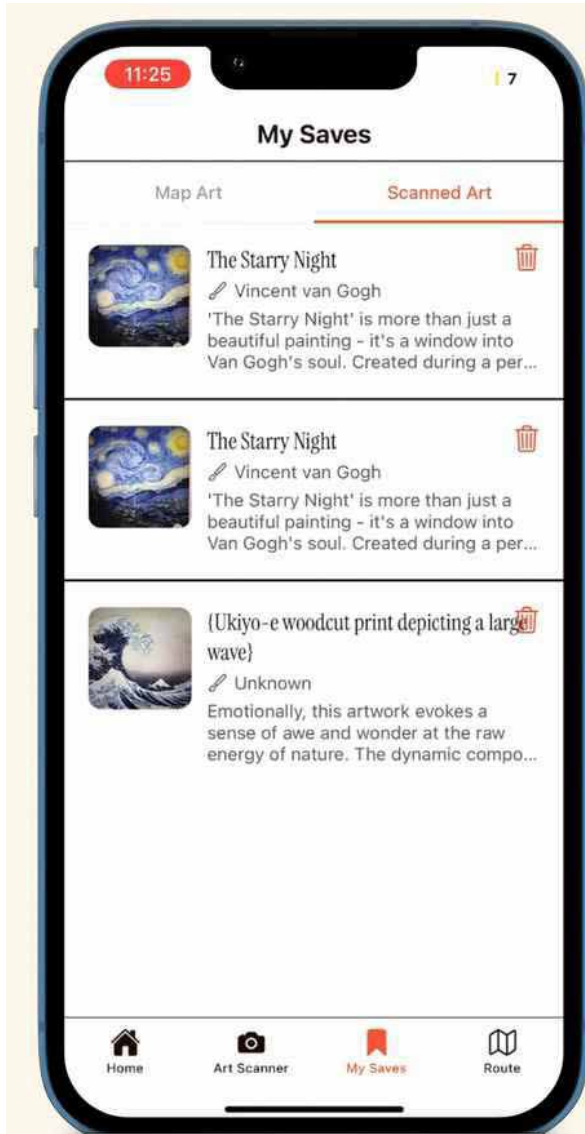 11:25
7
My Saves
Map Art
Scanned Art
The Starry Night
Vincent van Gogh
'The Starry Night' is more than just a
beautiful painting - it's a window into
Van Gogh's soul. Created during a per...
The Starry Night
Vincent van Gogh
'The Starry Night' is more than just a
beautiful painting - it's a window into
Van Gogh's soul. Created during a per...
{Ukiyo-e woodcut print depicting a large
wave}
Unknown
Emotionally, this artwork evokes a
sense of awe and wonder at the raw
energy of nature. The dynamic compo...
Home
Art Scanner
My Saves
Route